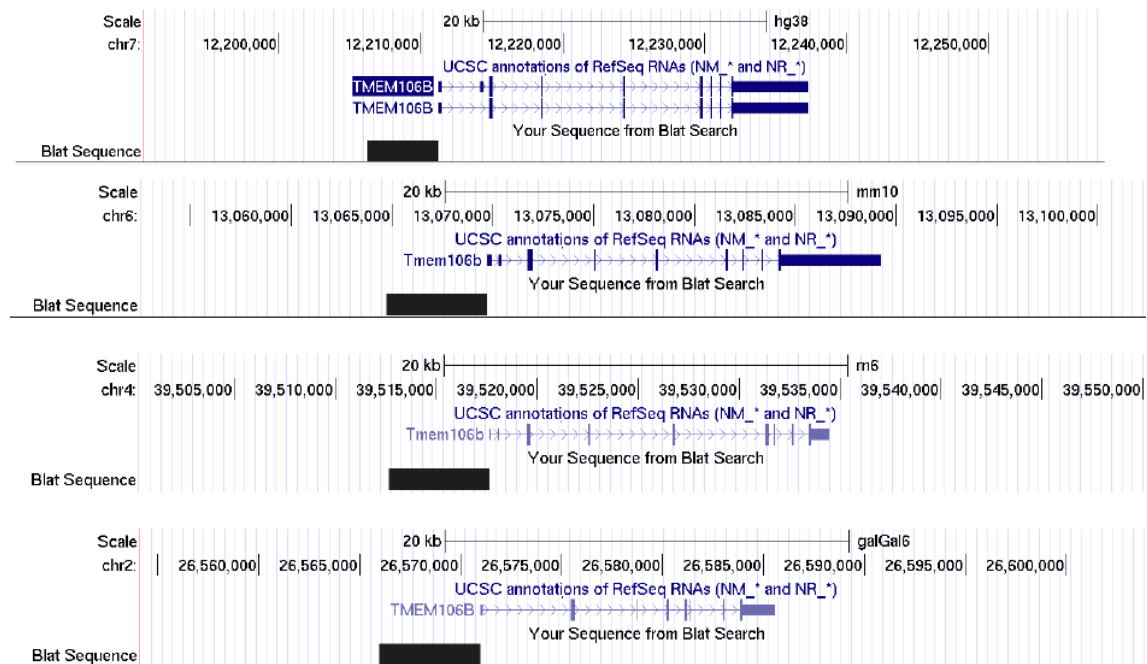 Scale 20 kb hg38
chr7: 12,200,000 12,210,000 12,220,000 12,230,000 12,240,000 12,250,000
UCSC annotations of RefSeq RNAs (NM_* and NR_*)
TMEM106B
TMEM106B
Your Sequence from Blat Search
Blat Sequence
Scale 20 kb mm10
chr6: 13,060,000 13,065,000 13,070,000 13,075,000 13,080,000 13,085,000 13,090,000 13,095,000 13,100,000
UCSC annotations of RefSeq RNAs (NM_* and NR_*)
Tmem106b
Your Sequence from Blat Search
Blat Sequence
Scale 20 kb rn6
chr4: 39,505,000 39,510,000 39,515,000 39,520,000 39,525,000 39,530,000 39,535,000 39,540,000 39,545,000 39,550,000
UCSC annotations of RefSeq RNAs (NM_* and NR_*)
Tmem106b
Your Sequence from Blat Search
Blat Sequence
Scale 20 kb galGal6
chr2: 26,560,000 26,565,000 26,570,000 26,575,000 26,580,000 26,585,000 26,590,000 26,595,000 26,600,000
UCSC annotations of RefSeq RNAs (NM_* and NR_*)
TMEM106B
Your Sequence from Blat Search
Blat Sequence